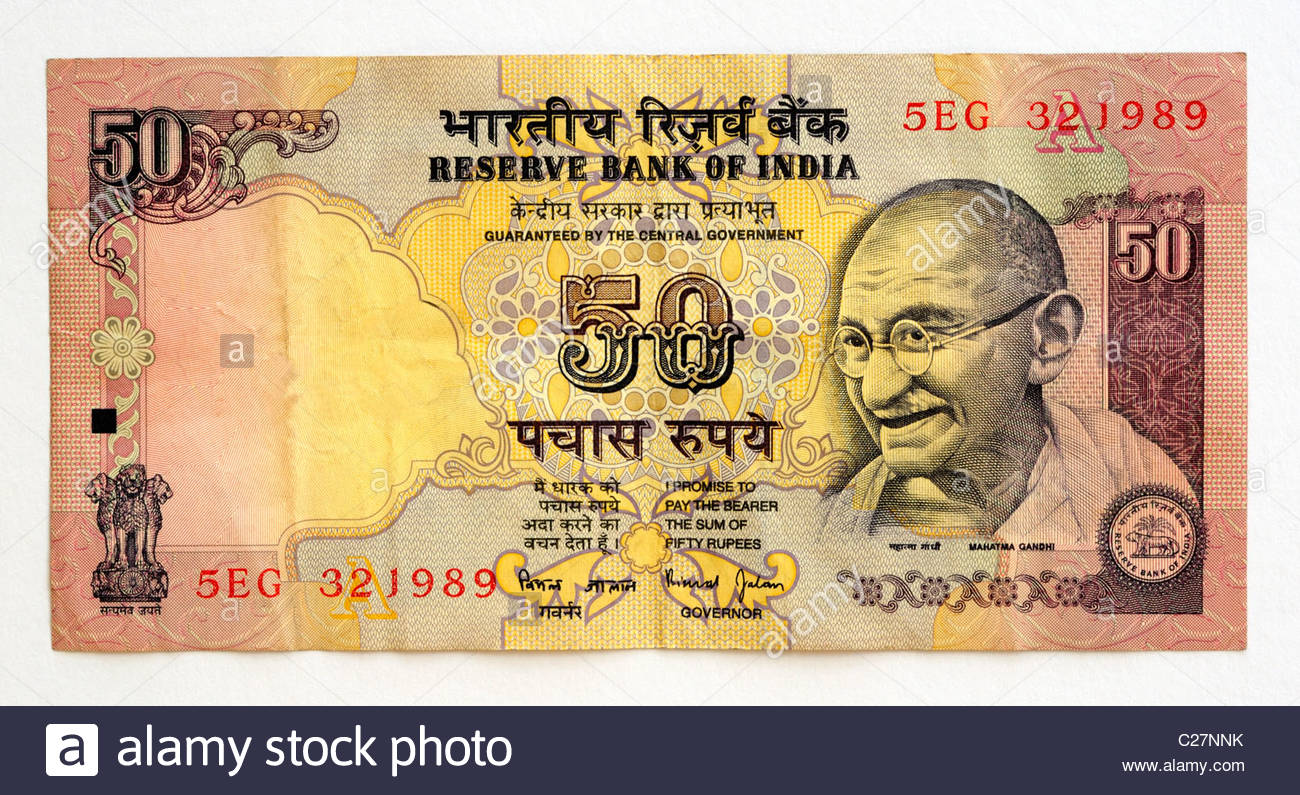 50
भारतीय रिज़र्व बैंक
5EG 321989
A
RESERVE BANK OF INDIA
केन्द्रीय सरकार द्वारा प्रत्याभूत
GUARANTEED BY THE CENTRAL GOVERNMENT
50
50
पचास रुपये
मैं धारक को
पचास रुपये
अदा करने का
वचन देता हूँ।
I PROMISE TO
PAY THE BEARER
THE SUM OF
FIFTY RUPEES
महात्मा गांधी MAHATMA GANDHI
भारतीय रिज़र्व बैंक
RESERVE BANK OF INDIA
5EG 321989
A
विमल जालान Bimal Jalan
गवर्नर GOVERNOR
सत्यमेव जयते
a alamy stock photo
C27NNK
www.alamy.com
alamy
a